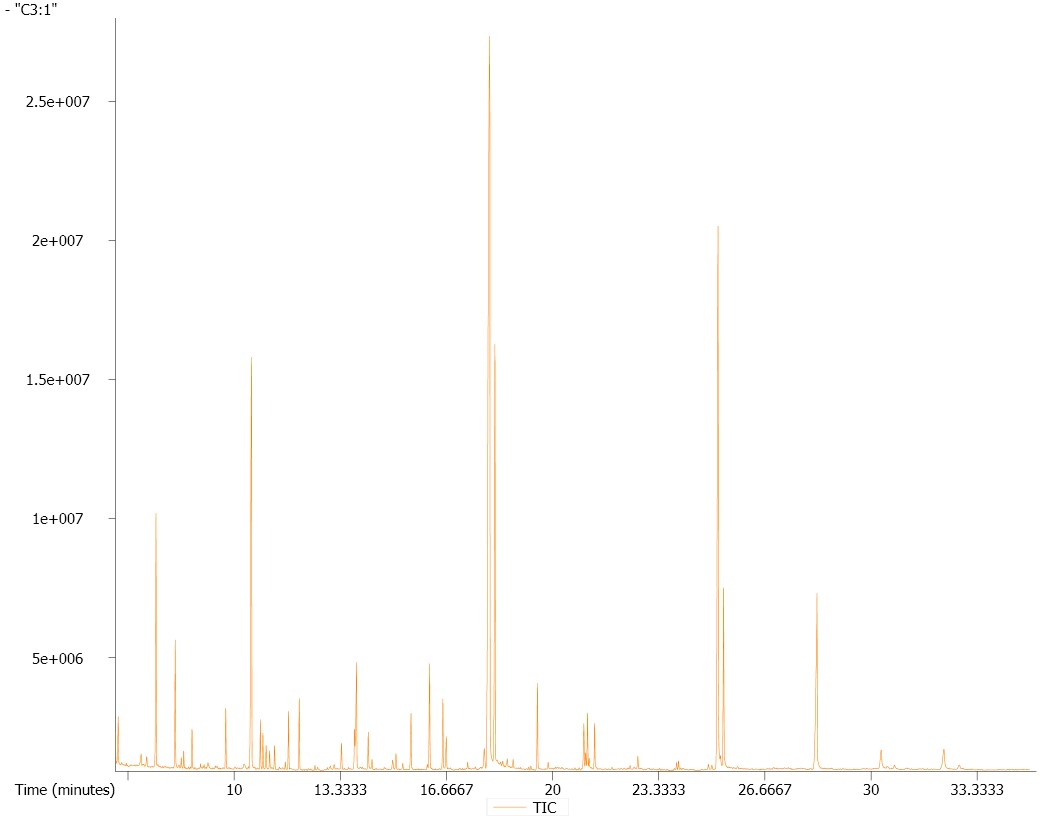 - "C3:1"
2.5e+007
2e+007
1.5e+007
1e+007
5e+006
Time (minutes) 10 13.3333 16.6667 20 23.3333 26.6667 30 33.3333
TIC